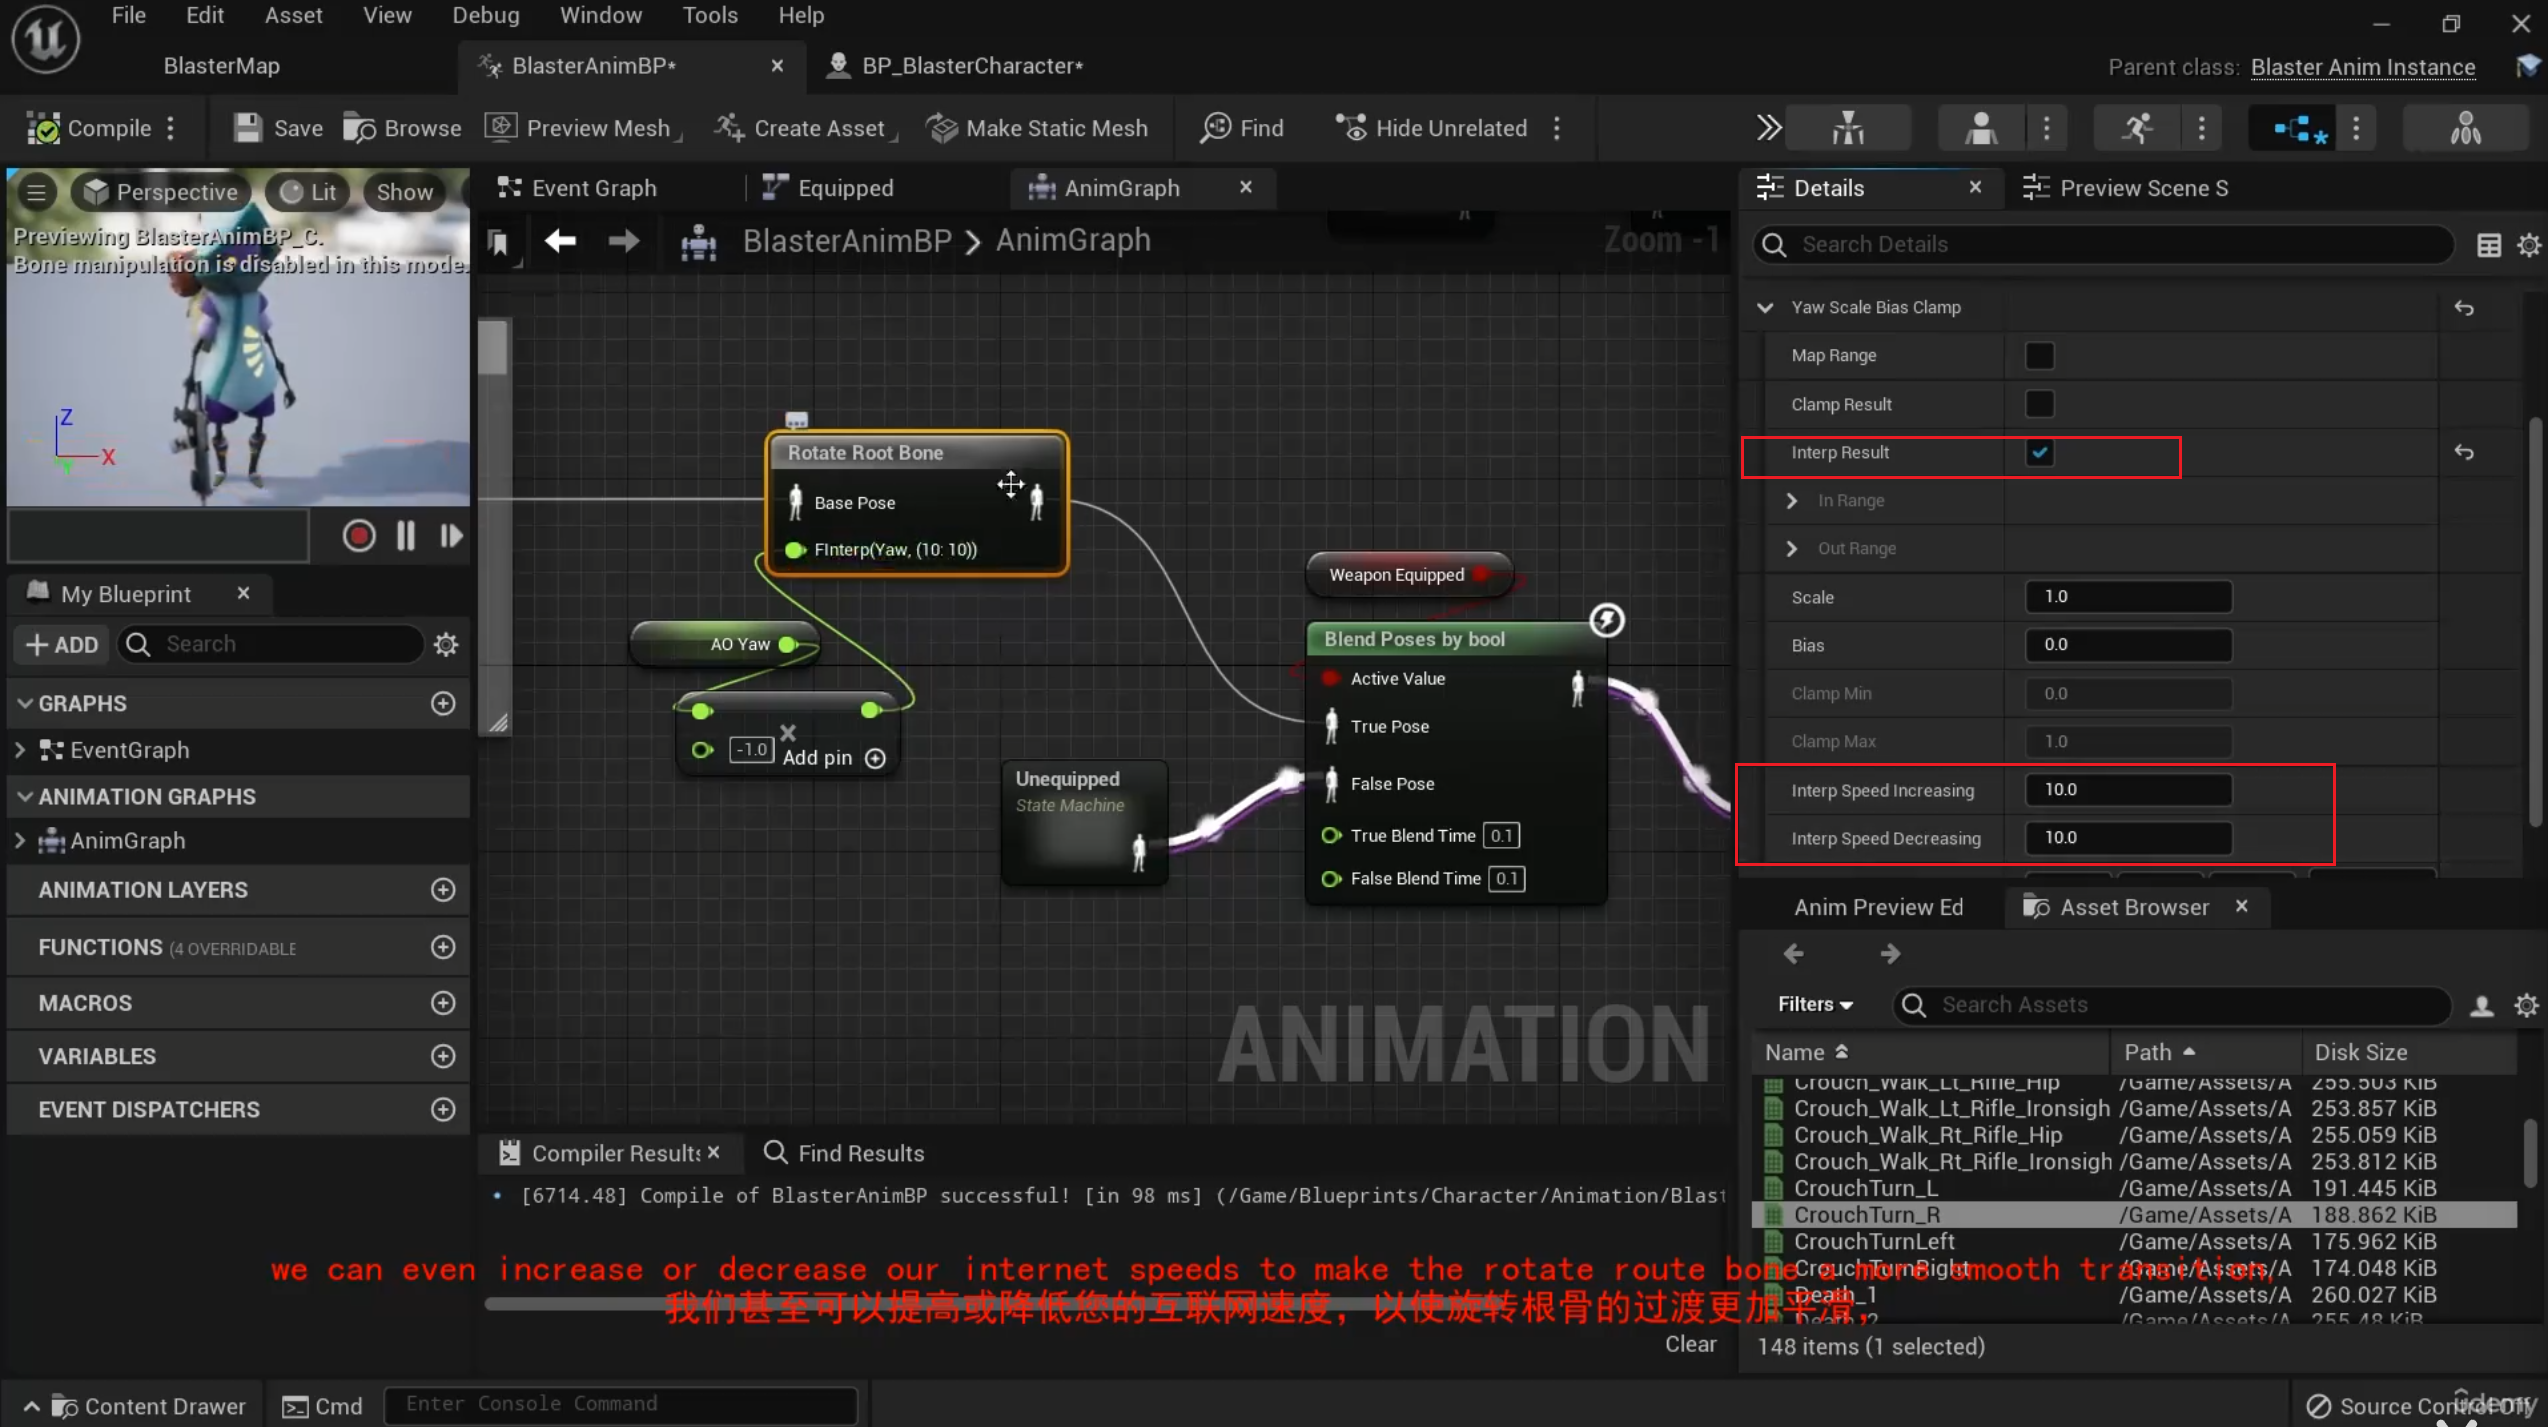 File Edit Asset View Debug Window Tools Help
BlasterMap
BlasterAnimBP*
BP_BlasterCharacter*
Parent class: Blaster Anim Instance
Compile
Save
Browse
Preview Mesh
Create Asset
Make Static Mesh
Find
Hide Unrelated
Perspective
Lit
Show
Previewing BlasterAnimBP_C.
Bone manipulation is disabled in this mode.
Z
X
Y
Event Graph
Equipped
AnimGraph
BlasterAnimBP > AnimGraph
Zoom -1
Rotate Root Bone
Base Pose
FInterp(Yaw, (10: 10))
AO Yaw
-1.0
Add pin
Unequipped
State Machine
Weapon Equipped
Blend Poses by bool
Active Value
True Pose
False Pose
True Blend Time 0.1
False Blend Time 0.1
ANIMATION
My Blueprint
ADD
Search
GRAPHS
EventGraph
ANIMATION GRAPHS
AnimGraph
ANIMATION LAYERS
FUNCTIONS (4 OVERRIDABLE
MACROS
VARIABLES
EVENT DISPATCHERS
Details
Preview Scene S
Search Details
Yaw Scale Bias Clamp
Map Range
Clamp Result
Interp Result
In Range
Out Range
Scale 1.0
Bias 0.0
Clamp Min 0.0
Clamp Max 1.0
Interp Speed Increasing 10.0
Interp Speed Decreasing 10.0
Anim Preview Ed
Asset Browser
Filters
Search Assets
Name Path Disk Size
Crouch_Walk_Lt_Rifle_Hip /Game/Assets/A 255.503 KiB
Crouch_Walk_Lt_Rifle_Ironsigh /Game/Assets/A 253.857 KiB
Crouch_Walk_Rt_Rifle_Hip /Game/Assets/A 255.059 KiB
Crouch_Walk_Rt_Rifle_Ironsigh /Game/Assets/A 253.812 KiB
CrouchTurn_L /Game/Assets/A 191.445 KiB
CrouchTurn_R /Game/Assets/A 188.862 KiB
CrouchTurnLeft /Game/Assets/A 175.962 KiB
CrouchTurnRight /Game/Assets/A 174.048 KiB
Death_1 /Game/Assets/A 260.027 KiB
Death_2 /Game/Assets/A 255.48 KiB
148 items (1 selected)
Compiler Results
Find Results
[6714.48] Compile of BlasterAnimBP successful! [in 98 ms] (/Game/Blueprints/Character/Animation/Blast
we can even increase or decrease our internet speeds to make the rotate route bone a more smooth transition,
我们甚至可以提高或降低您的互联网速度，以使旋转根骨的过渡更加平滑，
Clear
Content Drawer
Cmd
Enter Console Command
Source Control Off
ûdemy